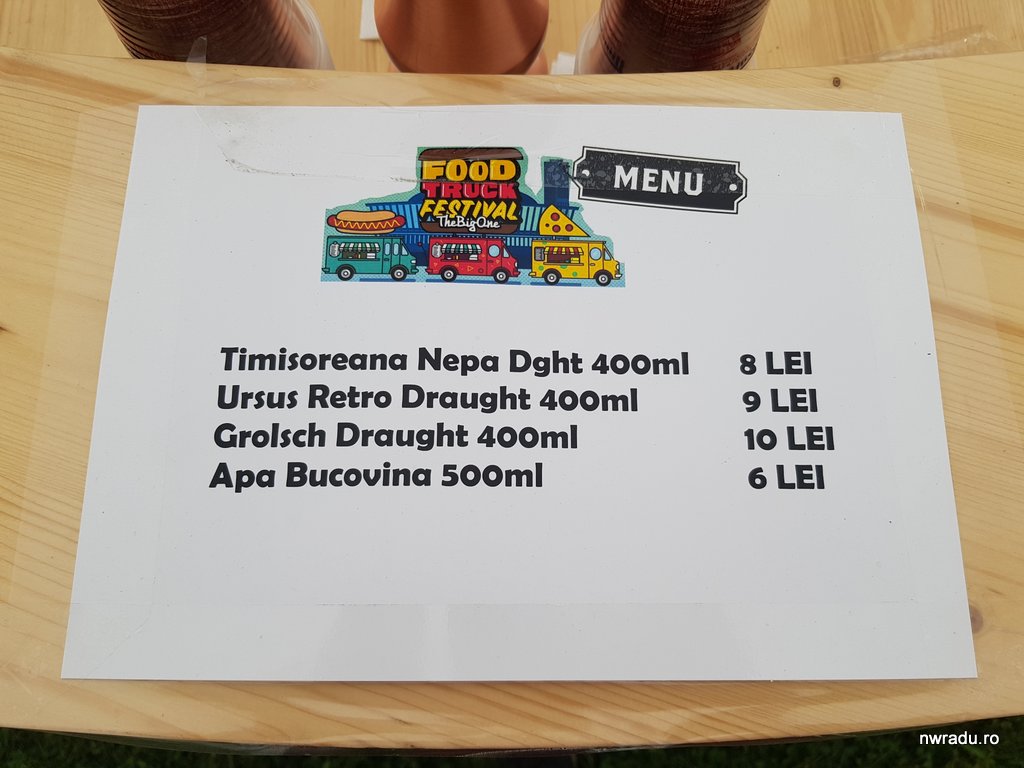 FOOD
TRUCK
FESTIVAL
TheBigOne
MENU
Timisoreana Nepa Dght 400ml 8 LEI
Ursus Retro Draught 400ml 9 LEI
Grolsch Draught 400ml 10 LEI
Apa Bucovina 500ml 6 LEI
nwradu.ro